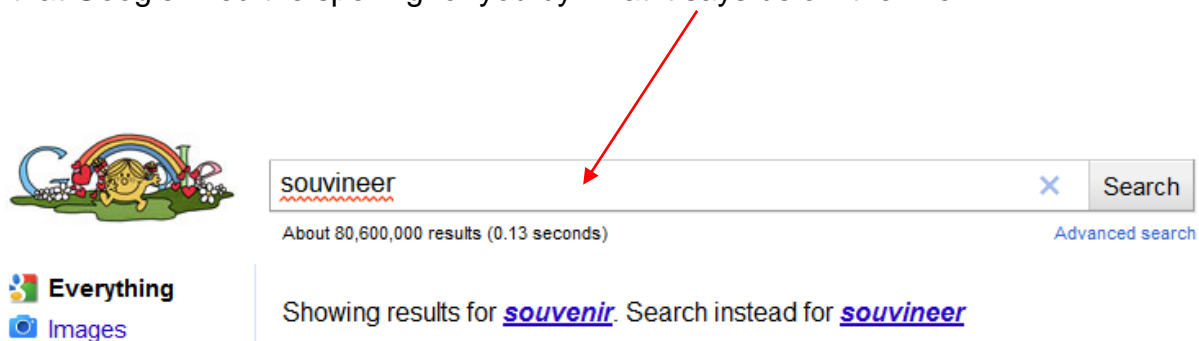 Google
souvineer
Search
About 80,600,000 results (0.13 seconds)
Advanced search
Everything
Showing results for souvenir. Search instead for souvineer
Images